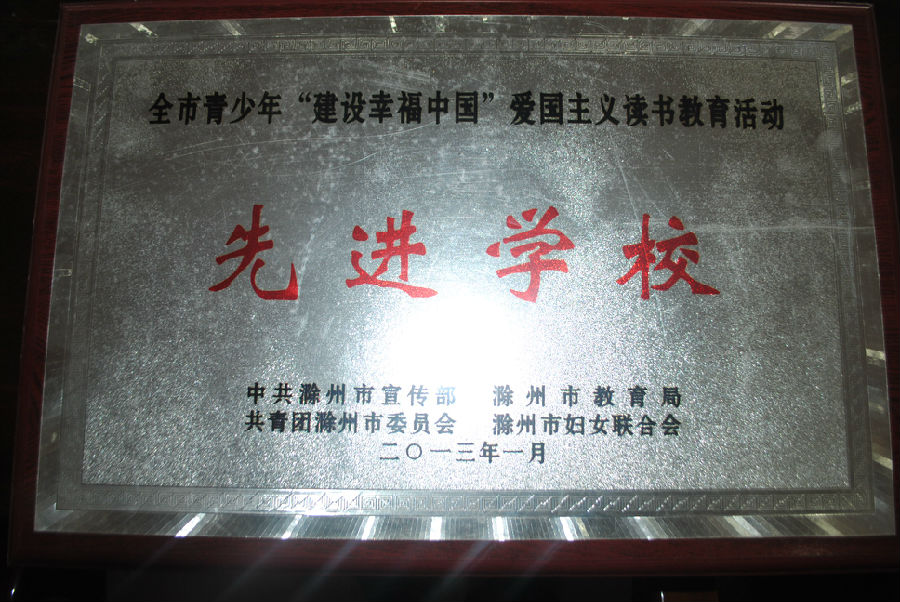 全市青少年“建设幸福中国”爱国主义读书教育活动
先进学校
中共滁州市宣传部 滁州市教育局
共青团滁州市委员会 滁州市妇女联合会
二〇一三年一月